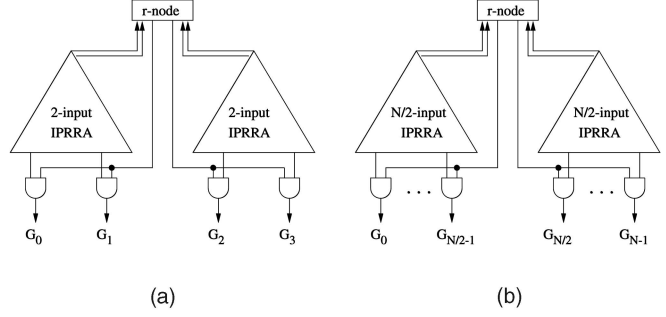 r-node
r-node
2-input
IPRRA
2-input
IPRRA
N/2-input
IPRRA
N/2-input
IPRRA
. . .
. . .
G0
G1
G2
G3
G0
GN/2-1
GN/2
GN-1
(a)
(b)